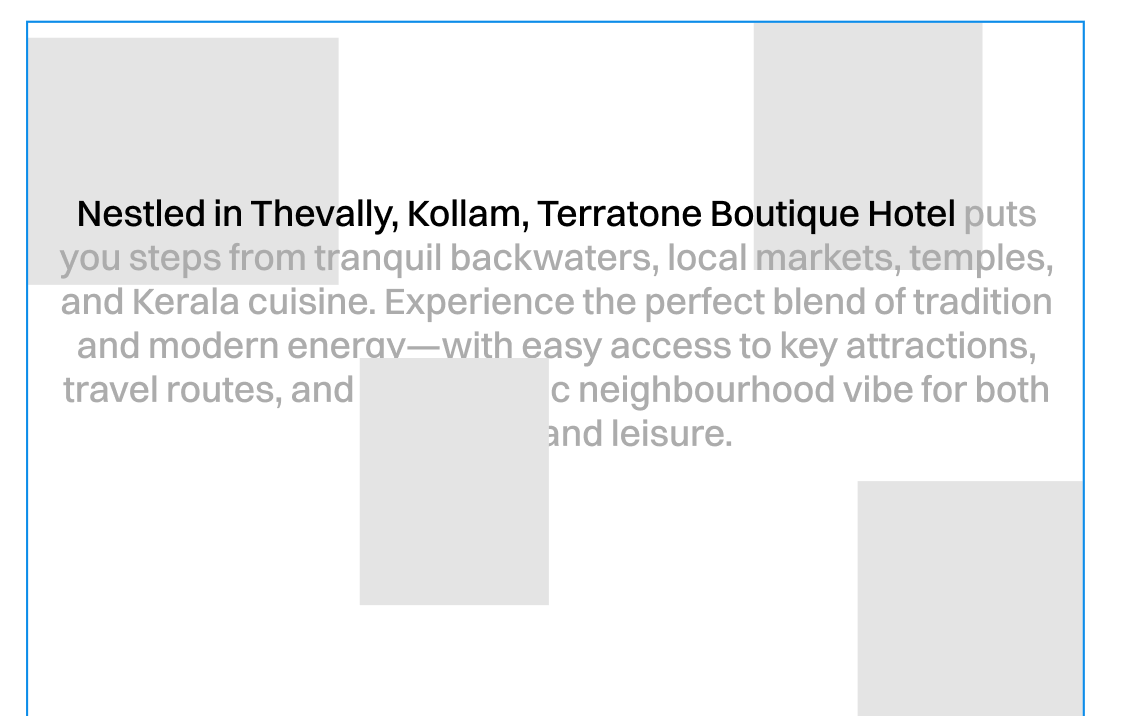 Nestled in Thevally, Kollam, Terratone Boutique Hotel puts
you steps from tranquil backwaters, local markets, temples,
and Kerala cuisine. Experience the perfect blend of tradition
and modern energy—with easy access to key attractions,
travel routes, and neighbourhood vibe for both
and leisure.